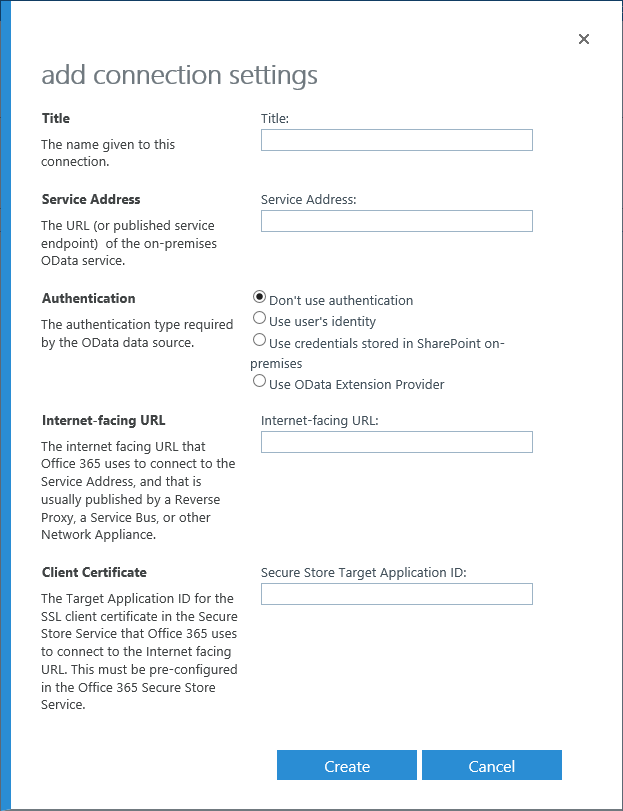 add connection settings
Title
The name given to this
connection.
Title:
Service Address
The URL (or published service
endpoint)  of the on-premises
OData service.
Service Address:
Authentication
The authentication type required
by the OData data source.
Don't use authentication
Use user's identity
Use credentials stored in SharePoint on-
premises
Use OData Extension Provider
Internet-facing URL
The internet facing URL that
Office 365 uses to connect to the
Service Address, and that is
usually published by a Reverse
Proxy, a Service Bus, or other
Network Appliance.
Internet-facing URL:
Client Certificate
The Target Application ID for the
SSL client certificate in the Secure
Store Service that Office 365 uses
to connect to the Internet facing
URL. This must be pre-configured
in the Office 365 Secure Store
Service.
Secure Store Target Application ID:
Create
Cancel